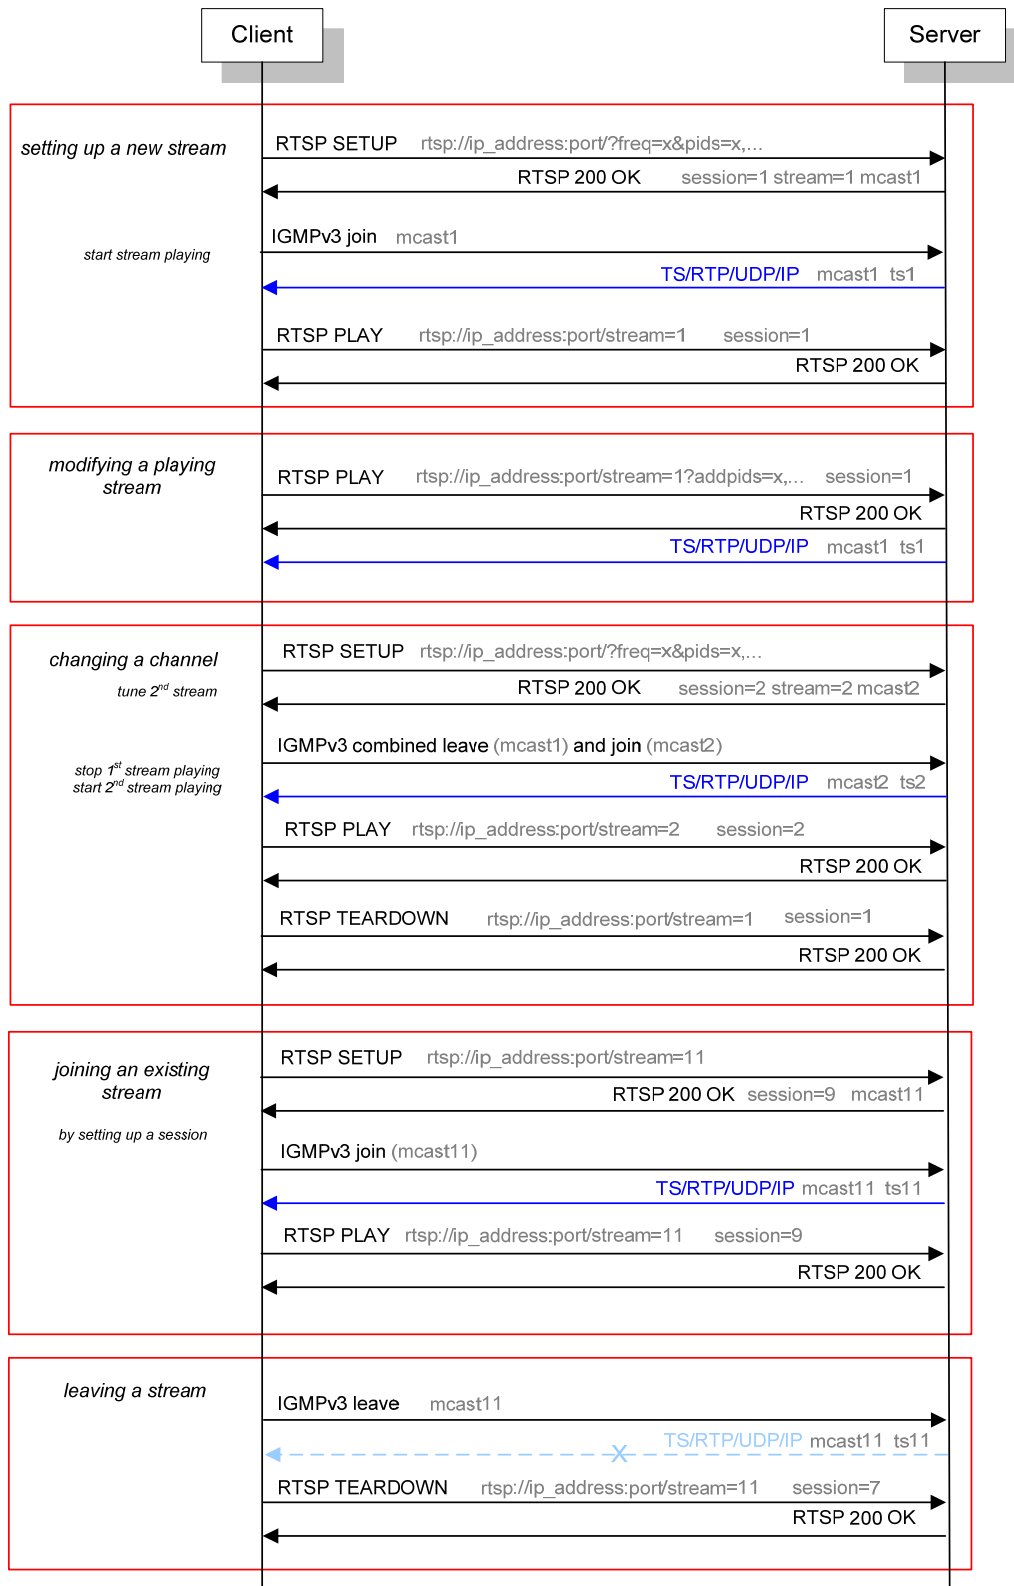 Client
Server
setting up a new stream
RTSP SETUP rtsp://ip_address:port/?freq=x&pids=x,...
RTSP 200 OK session=1 stream=1 mcast1
IGMPv3 join mcast1
start stream playing
TS/RTP/UDP/IP mcast1 ts1
RTSP PLAY rtsp://ip_address:port/stream=1 session=1
RTSP 200 OK
modifying a playing
stream
RTSP PLAY rtsp://ip_address:port/stream=1?addpids=x,... session=1
RTSP 200 OK
TS/RTP/UDP/IP mcast1 ts1
changing a channel
RTSP SETUP rtsp://ip_address:port/?freq=x&pids=x,...
tune 2nd stream
RTSP 200 OK session=2 stream=2 mcast2
IGMPv3 combined leave (mcast1) and join (mcast2)
stop 1st stream playing
start 2nd stream playing
TS/RTP/UDP/IP mcast2 ts2
RTSP PLAY rtsp://ip_address:port/stream=2 session=2
RTSP 200 OK
RTSP TEARDOWN rtsp://ip_address:port/stream=1 session=1
RTSP 200 OK
joining an existing
stream
RTSP SETUP rtsp://ip_address:port/stream=11
RTSP 200 OK session=9 mcast11
by setting up a session
IGMPv3 join (mcast11)
TS/RTP/UDP/IP mcast11 ts11
RTSP PLAY rtsp://ip_address:port/stream=11 session=9
RTSP 200 OK
leaving a stream
IGMPv3 leave mcast11
TS/RTP/UDP/IP mcast11 ts11
X
RTSP TEARDOWN rtsp://ip_address:port/stream=11 session=7
RTSP 200 OK